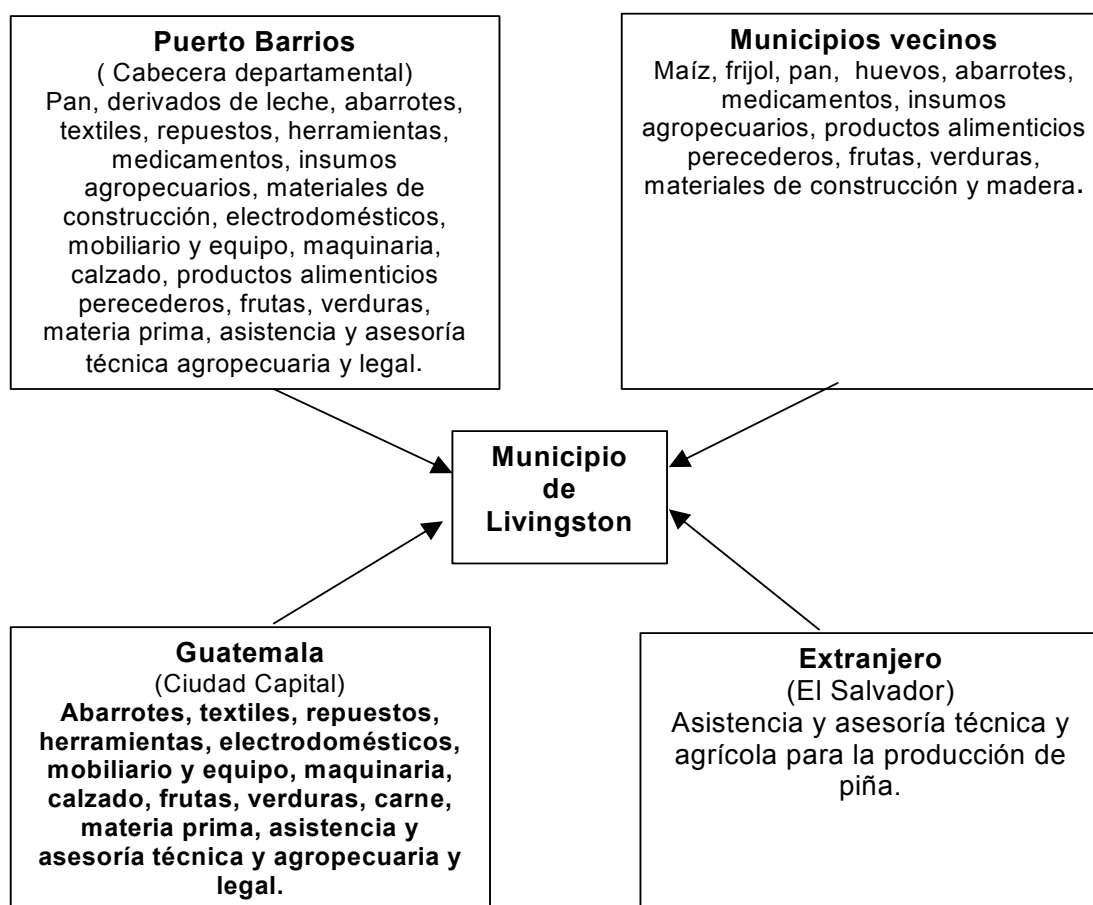 Puerto Barrios
( Cabecera departamental)
Pan, derivados de leche, abarrotes,
textiles, repuestos, herramientas,
medicamentos, insumos
agropecuarios, materiales de
construcción, electrodomésticos,
mobiliario y equipo, maquinaria,
calzado, productos alimenticios
perecederos, frutas, verduras,
materia prima, asistencia y asesoría
técnica agropecuaria y legal.
Municipios vecinos
Maíz, frijol, pan, huevos, abarrotes,
medicamentos, insumos
agropecuarios, productos alimenticios
perecederos, frutas, verduras,
materiales de construcción y madera.
Municipio
de
Livingston
Guatemala
(Ciudad Capital)
Abarrotes, textiles, repuestos,
herramientas, electrodomésticos,
mobiliario y equipo, maquinaria,
calzado, frutas, verduras, carne,
materia prima, asistencia y
asesoría técnica y agropecuaria y
legal.
Extranjero
(El Salvador)
Asistencia y asesoría técnica y
agrícola para la producción de
piña.